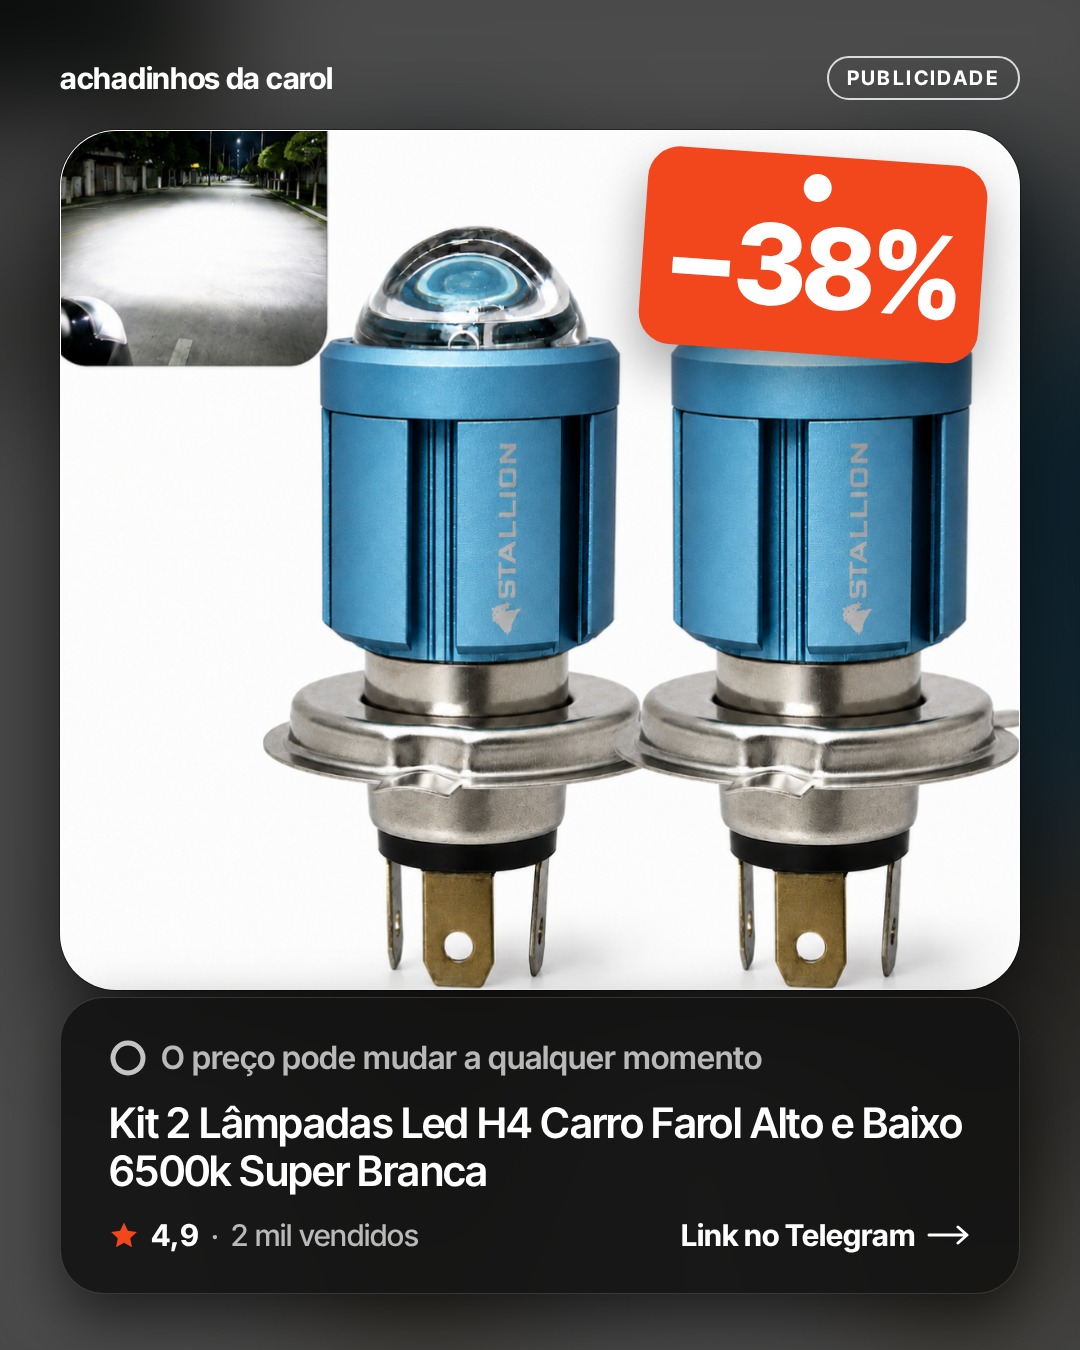 achadinhos da carol
PUBLICIDADE
-38%
STALLION
STALLION
O preço pode mudar a qualquer momento
Kit 2 Lâmpadas Led H4 Carro Farol Alto e Baixo
6500k Super Branca
4,9 · 2 mil vendidos
Link no Telegram →